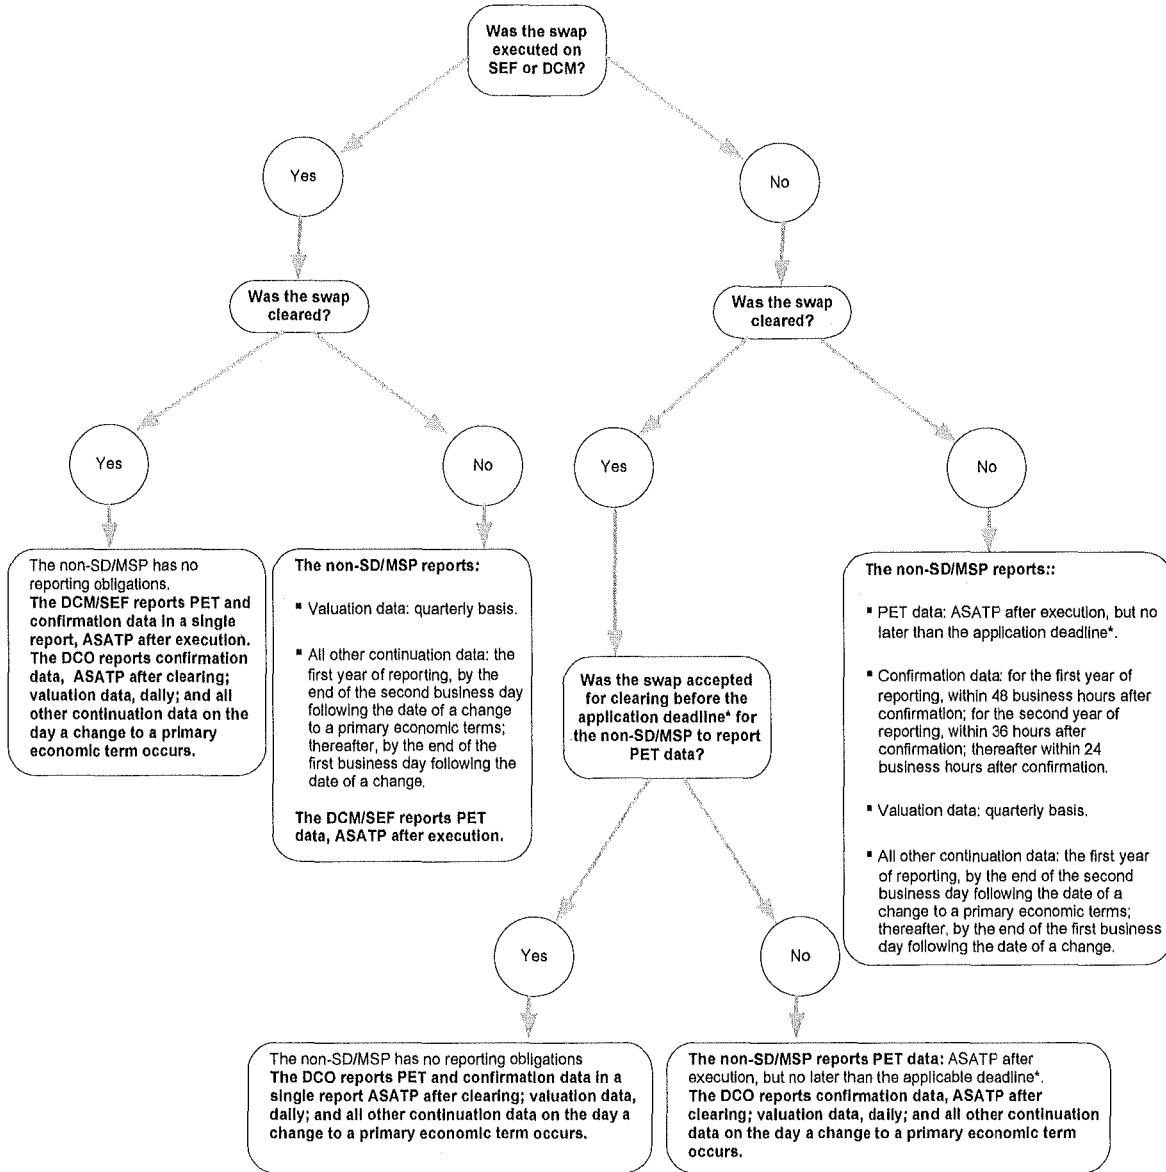 Was the swap
executed on
SEF or DCM?
Yes
No
Was the swap
cleared?
Was the swap
cleared?
Yes
No
Yes
No
The non-SD/MSP has no
reporting obligations.
The DCM/SEF reports PET and
confirmation data in a single
report, ASATP after execution.
The DCO reports confirmation
data, ASATP after clearing;
valuation data, daily; and all
other continuation data on the
day a change to a primary
economic term occurs.
The non-SD/MSP reports:
▪ Valuation data: quarterly basis.
▪ All other continuation data: the
first year of reporting, by the
end of the second business day
following the date of a change
to a primary economic terms;
thereafter, by the end of the
first business day following the
date of a change.
The DCM/SEF reports PET
data, ASATP after execution.
Was the swap accepted
for clearing before the
application deadline* for
the non-SD/MSP to report
PET data?
The non-SD/MSP reports::
▪ PET data: ASATP after execution, but no
later than the application deadline*.
▪ Confirmation data: for the first year of
reporting, within 48 business hours after
confirmation; for the second year of
reporting, within 36 hours after
confirmation; thereafter within 24
business hours after confirmation.
▪ Valuation data: quarterly basis.
▪ All other continuation data: the first year
of reporting, by the end of the second
business day following the date of a
change to a primary economic terms;
thereafter, by the end of the first business
day following the date of a change.
Yes
No
The non-SD/MSP has no reporting obligations
The DCO reports PET and confirmation data in a
single report ASATP after clearing; valuation data,
daily; and all other continuation data on the day a
change to a primary economic term occurs.
The non-SD/MSP reports PET data: ASATP after
execution, but no later than the applicable deadline*.
The DCO reports confirmation data, ASATP after
clearing; valuation data, daily; and all other continuation
data on the day a change to a primary economic term
occurs.